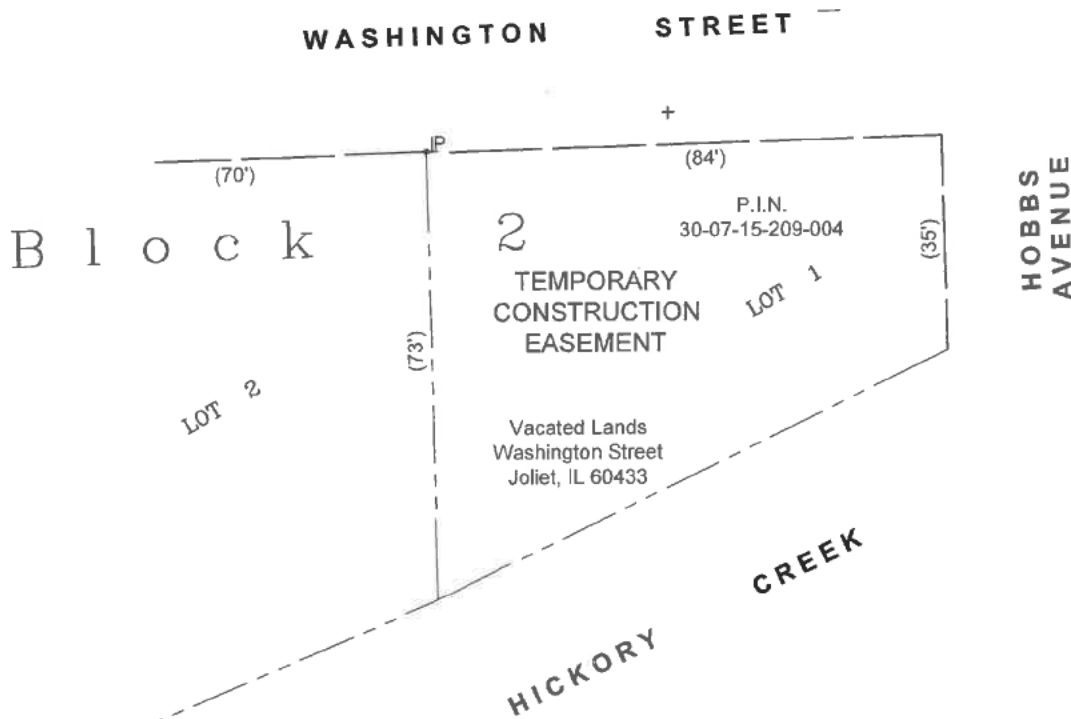 WASHINGTON STREET
IP
(70')
(84')
HOBBS
AVENUE
P.I.N.
30-07-15-209-004
(35')
Block 2
TEMPORARY
CONSTRUCTION
EASEMENT
LOT 1
(73')
LOT 2
Vacated Lands
Washington Street
Joliet, IL 60433
HICKORY CREEK